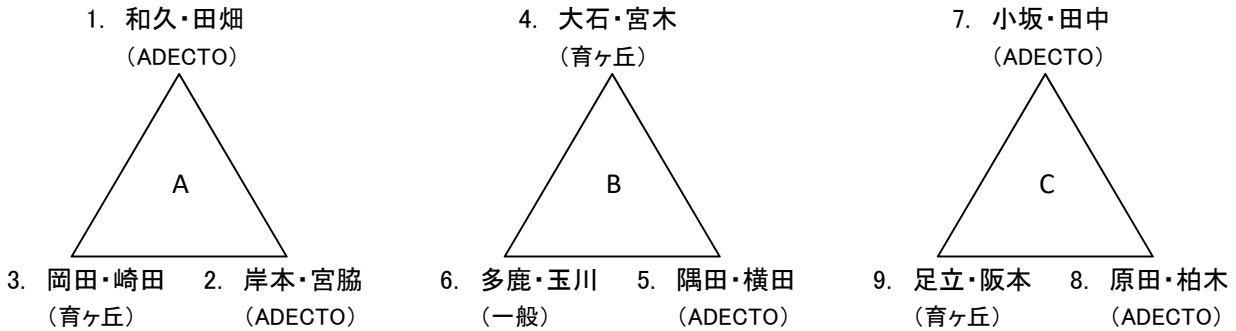 1. 和久・田畑
（ADECTO）
4. 大石・宮木
（育ヶ丘）
7. 小坂・田中
（ADECTO）
A
B
C
3. 岡田・崎田
（育ヶ丘）
2. 岸本・宮脇
（ADECTO）
6. 多鹿・玉川
（一般）
5. 隅田・横田
（ADECTO）
9. 足立・阪本
（育ヶ丘）
8. 原田・柏木
（ADECTO）